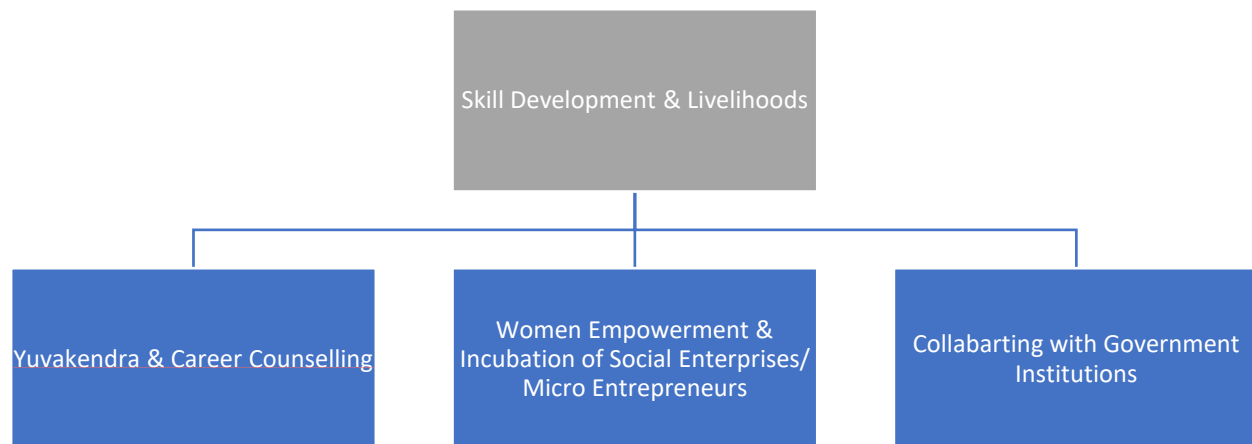 Skill Development & Livelihoods
Yuvakendra & Career Counselling
Women Empowerment &
Incubation of Social Enterprises/
Micro Entrepreneurs
Collabarting with Government
Institutions